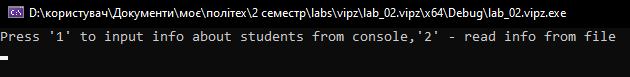 D:\користувач\Документи\моє\політех\2 семестр\labs\vipz\lab_02.vipz\x64\Debug\lab_02.vipz.exe
Press '1' to input info about students from console,'2' - read info from file